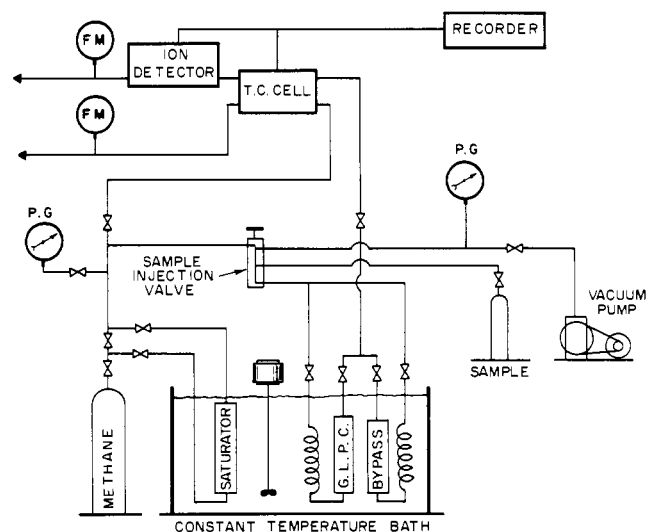 FM
ION
DETECTOR
RECORDER
T.C. CELL
FM
P.G
P.G
SAMPLE
INJECTION
VALVE
VACUUM
PUMP
SAMPLE
METHANE
SATURATOR
G.L.P.C.
BYPASS
CONSTANT TEMPERATURE BATH